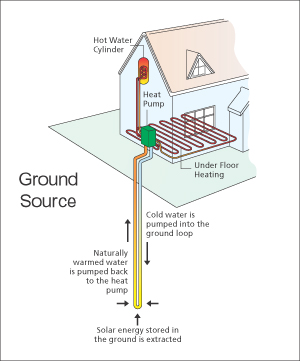 Hot Water
Cylinder
Heat
Pump
Under Floor
Heating
Ground
Source
Cold water is
pumped into the
ground loop
Naturally
warmed water
is pumped back
to the heat
pump
Solar energy stored in
the ground is extracted